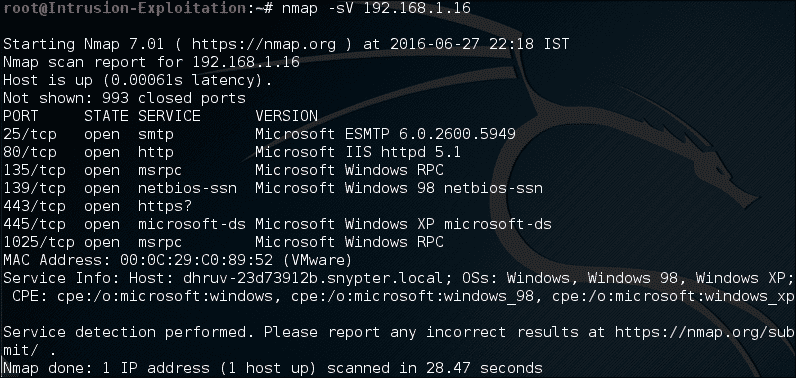 root@Intrusion-Exploitation:~# nmap -sV 192.168.1.16
Starting Nmap 7.01 ( https://nmap.org ) at 2016-06-27 22:18 IST
Nmap scan report for 192.168.1.16
Host is up (0.00061s latency).
Not shown: 993 closed ports
PORT     STATE SERVICE      VERSION
25/tcp   open  smtp         Microsoft ESMTP 6.0.2600.5949
80/tcp   open  http         Microsoft IIS httpd 5.1
135/tcp  open  msrpc        Microsoft Windows RPC
139/tcp  open  netbios-ssn  Microsoft Windows 98 netbios-ssn
443/tcp  open  https?
445/tcp  open  microsoft-ds Microsoft Windows XP microsoft-ds
1025/tcp open  msrpc        Microsoft Windows RPC
MAC Address: 00:0C:29:C0:89:52 (VMware)
Service Info: Host: dhruv-23d73912b.snypter.local; OSs: Windows, Windows 98, Windows XP;
 CPE: cpe:/o:microsoft:windows, cpe:/o:microsoft:windows_98, cpe:/o:microsoft:windows_xp
Service detection performed. Please report any incorrect results at https://nmap.org/sub
mit/ .
Nmap done: 1 IP address (1 host up) scanned in 28.47 seconds